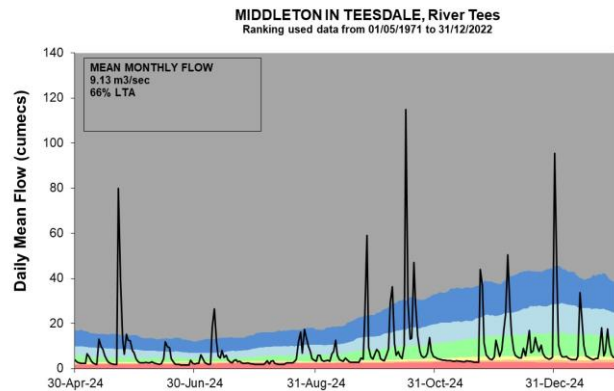 MIDDLETON IN TEESDALE, River Tees
Ranking used data from 01/05/1971 to 31/12/2022
140
120
100
80
60
40
20
0
Daily Mean Flow (cumecs)
MEAN MONTHLY FLOW
9.13 m3/sec
66% LTA
30-Apr-24
30-Jun-24
31-Aug-24
31-Oct-24
31-Dec-24